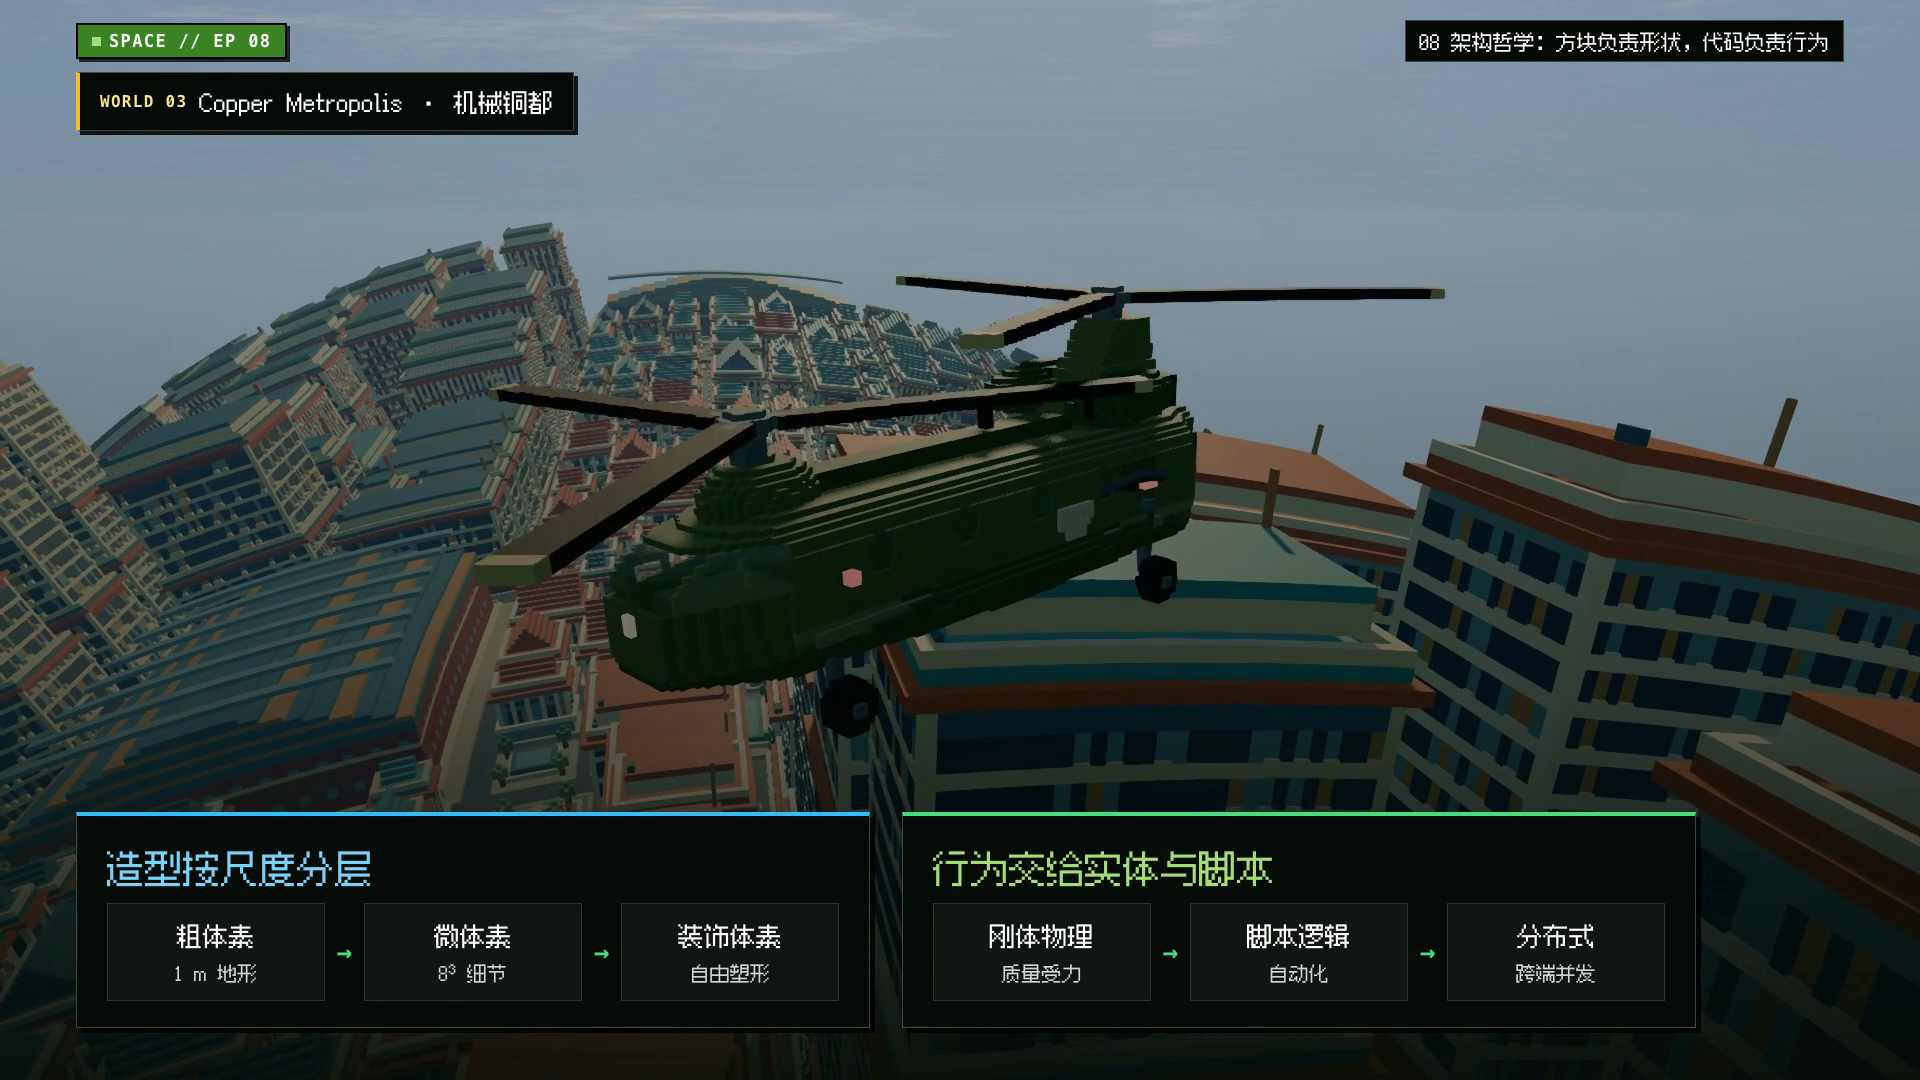 SPACE // EP 08
08 架构哲学：方块负责形状，代码负责行为
WORLD 03 Copper Metropolis · 机械铜都
造型按尺度分层
粗体素 → 微体素 → 装饰体素
1 m 地形 8³ 细节 自由塑形
行为交给实体与脚本
刚体物理 → 脚本逻辑 → 分布式
质量受力 自动化 跨端并发